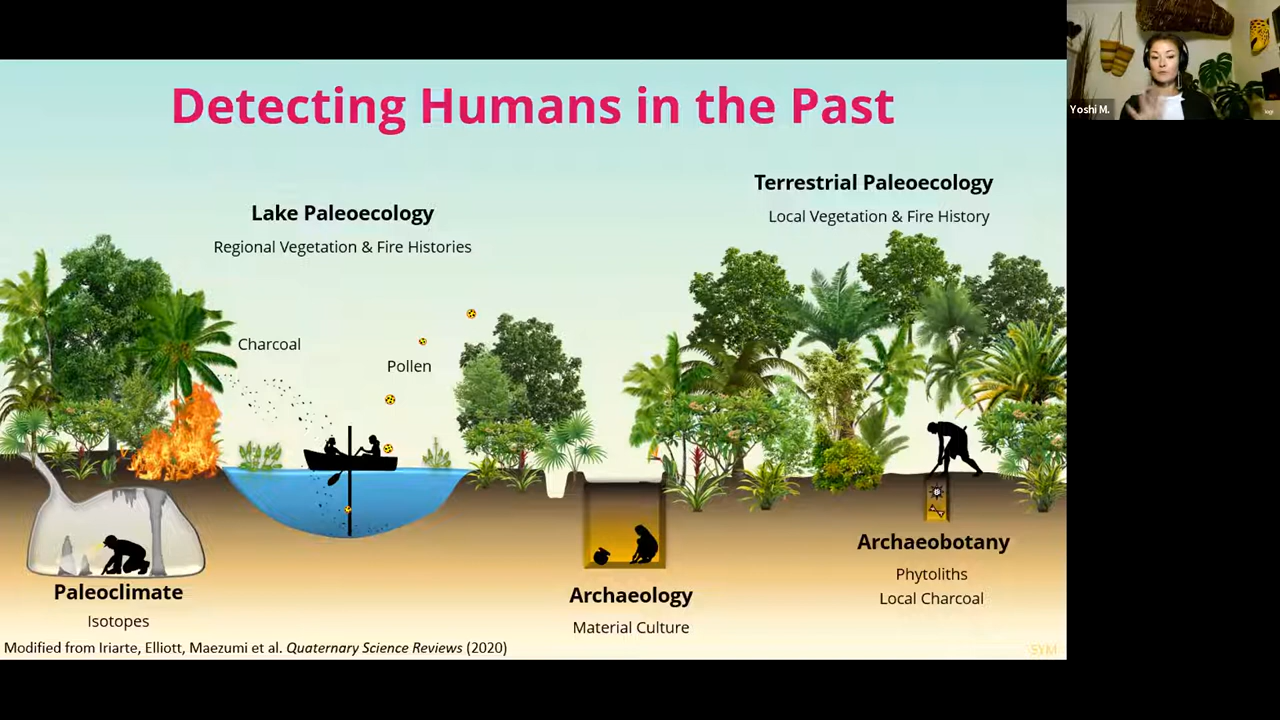 Detecting Humans in the Past
Yoshi M.
Terrestrial Paleoecology
Local Vegetation & Fire History
Lake Paleoecology
Regional Vegetation & Fire Histories
Charcoal
Pollen
Archaeobotany
Phytoliths
Local Charcoal
Paleoclimate
Isotopes
Archaeology
Material Culture
Modified from Iriarte, Elliott, Maezumi et al. Quaternary Science Reviews (2020)
SYM